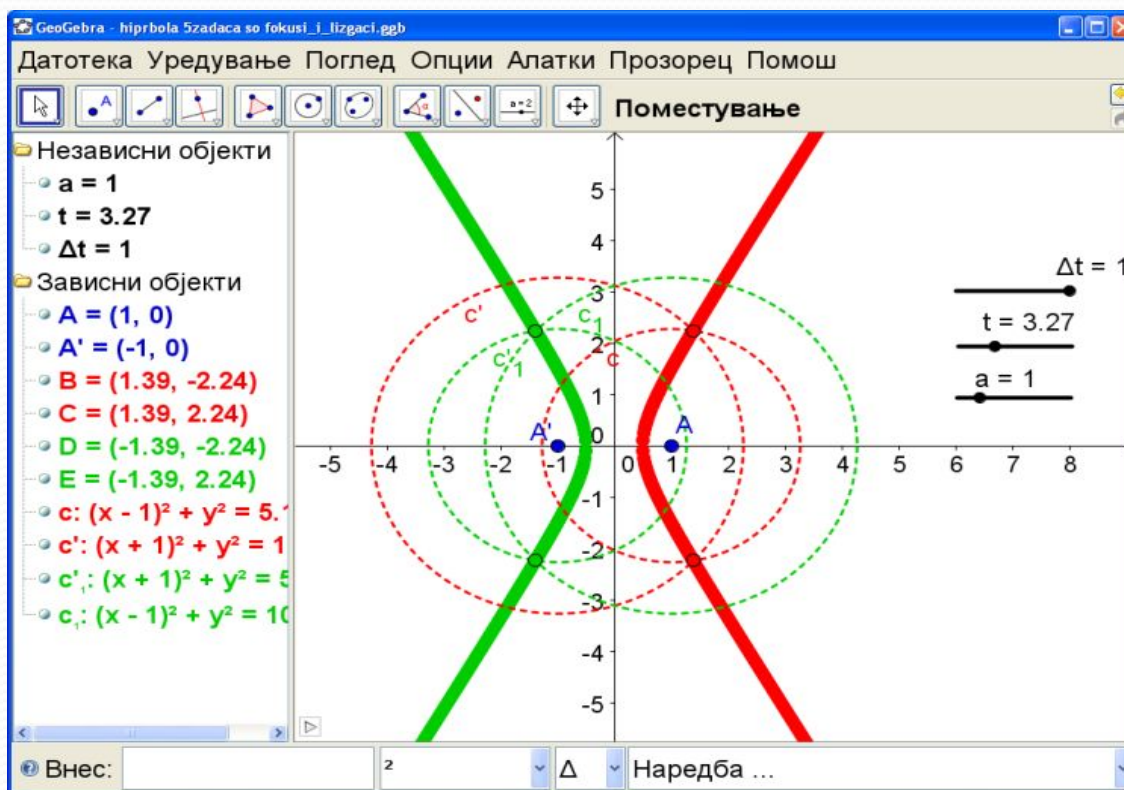 GeoGebra - hiprbola 5zadaca so fokusi_i_lizgaci.ggb
Датотека Уредување Поглед Опции Алатки Прозорец Помош
A
α
a=2
Поместување
Независни објекти
a = 1
t = 3.27
Δt = 1
Зависни објекти
A = (1, 0)
A' = (-1, 0)
B = (1.39, -2.24)
C = (1.39, 2.24)
D = (-1.39, -2.24)
E = (-1.39, 2.24)
c: (x - 1)² + y² = 5.1
c': (x + 1)² + y² = 1
c'₁: (x + 1)² + y² = 5
c₁: (x - 1)² + y² = 10
5
4
3
2
1
0
-1
-2
-3
-4
-5
-5 -4 -3 -2 -1 0 1 2 3 4 5 6 7 8
c'
c₁
c'₁
c
A'
A
Δt = 1
t = 3.27
a = 1
Внес:
²
Δ
Наредба ...